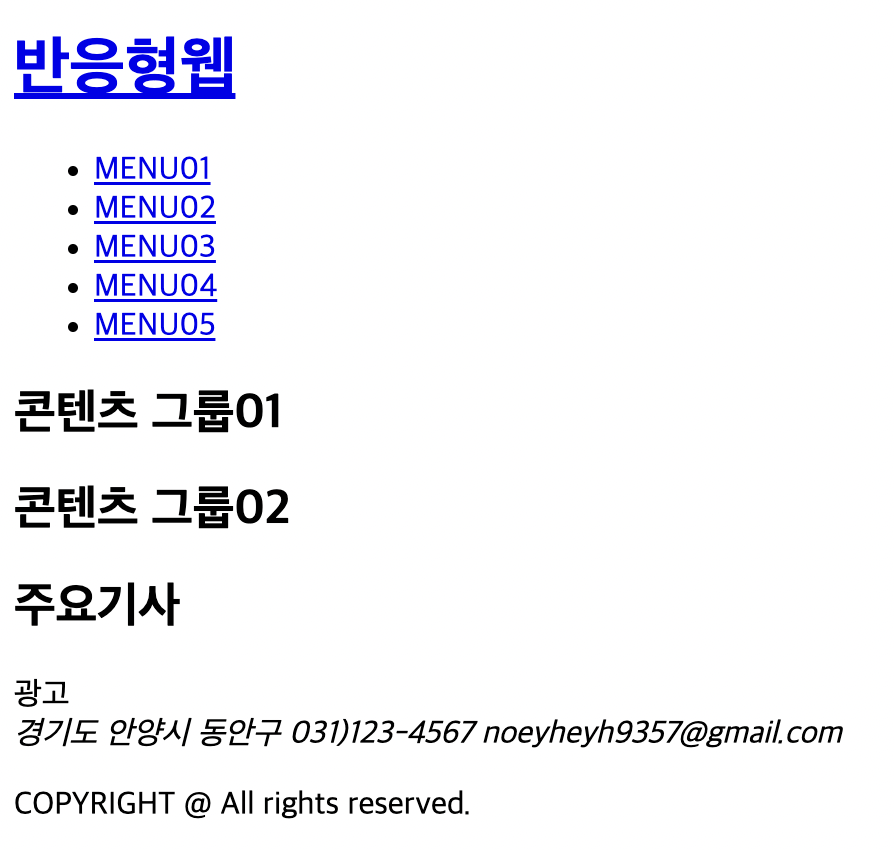 반응형웹
MENU01
MENU02
MENU03
MENU04
MENU05
콘텐츠 그룹01
콘텐츠 그룹02
주요기사
광고
경기도 안양시 동안구 031)123-4567 noeyheyh9357@gmail.com
COPYRIGHT @ All rights reserved.